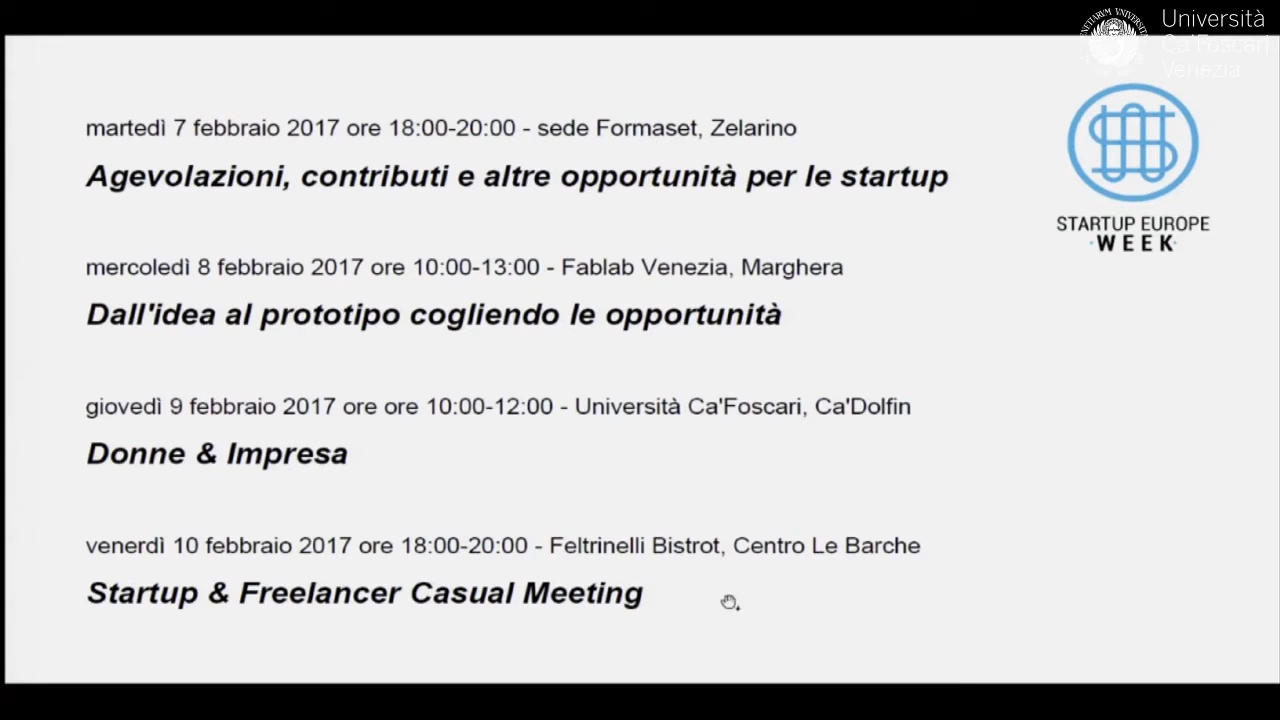 Università
Ca'Foscari
Venezia
martedì 7 febbraio 2017 ore 18:00-20:00 - sede Formaset, Zelarino
Agevolazioni, contributi e altre opportunità per le startup
STARTUP EUROPE
WEEK
mercoledì 8 febbraio 2017 ore 10:00-13:00 - Fablab Venezia, Marghera
Dall'idea al prototipo cogliendo le opportunità
giovedì 9 febbraio 2017 ore ore 10:00-12:00 - Università Ca'Foscari, Ca'Dolfin
Donne & Impresa
venerdì 10 febbraio 2017 ore 18:00-20:00 - Feltrinelli Bistrot, Centro Le Barche
Startup & Freelancer Casual Meeting